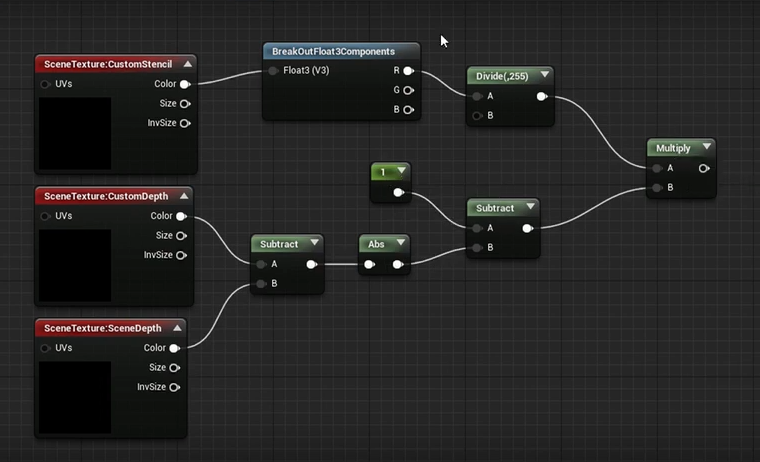 SceneTexture:CustomStencil
UVs
Color
Size
InvSize
BreakOutFloat3Components
Float3 (V3)
R
G
B
Divide(,255)
A
B
Multiply
A
B
1
Subtract
A
B
SceneTexture:CustomDepth
UVs
Color
Size
InvSize
Subtract
A
B
Abs
SceneTexture:SceneDepth
UVs
Color
Size
InvSize